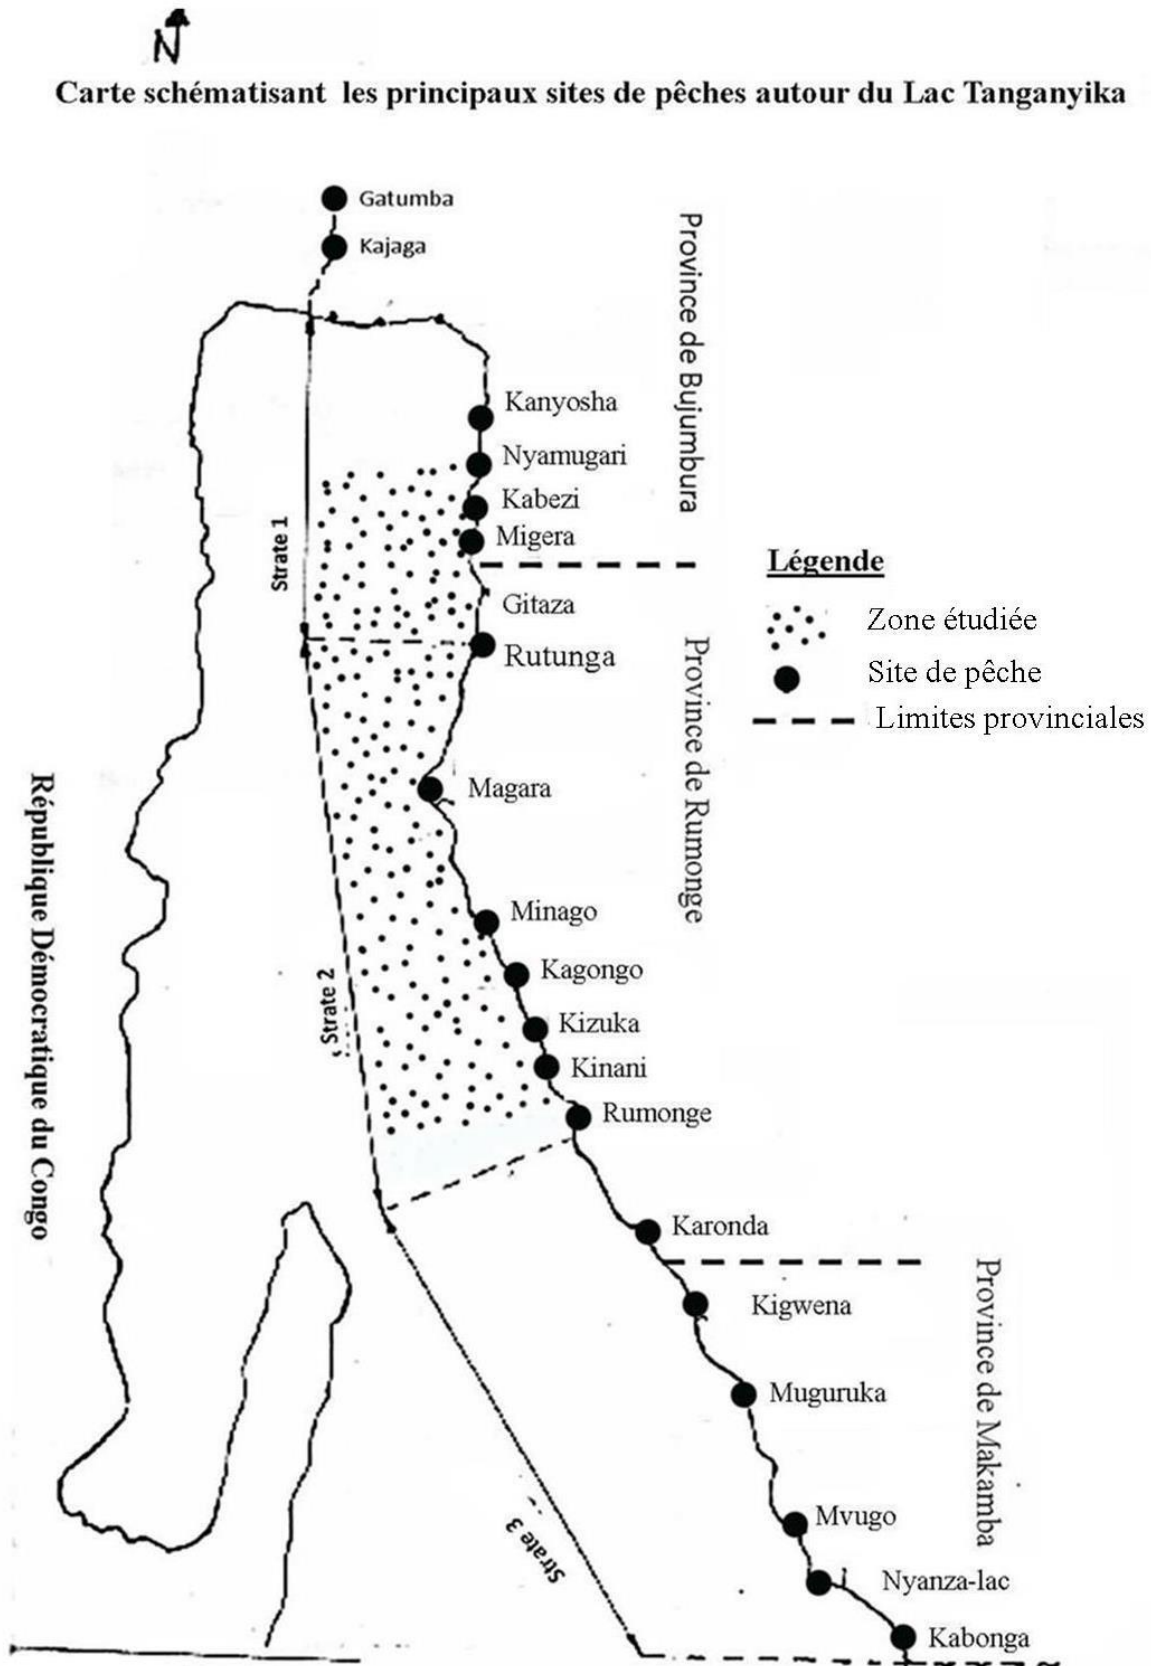 N
Carte schématisant les principaux sites de pêches autour du Lac Tanganyika
Gatumba
Kajaga
Province de Bujumbura
Kanyosha
Nyamugari
Kabezi
Migera
Strate 1
Légende
Zone étudiée
Site de pêche
Limites provinciales
Gitaza
Rutunga
Province de Rumonge
Magara
République Démocratique du Congo
Minago
Kagongo
Strate 2
Kizuka
Kinani
Rumonge
Karonda
Province de Makamba
Kigwena
Muguruka
Mvugo
Strate 3
Nyanza-lac
Kabonga